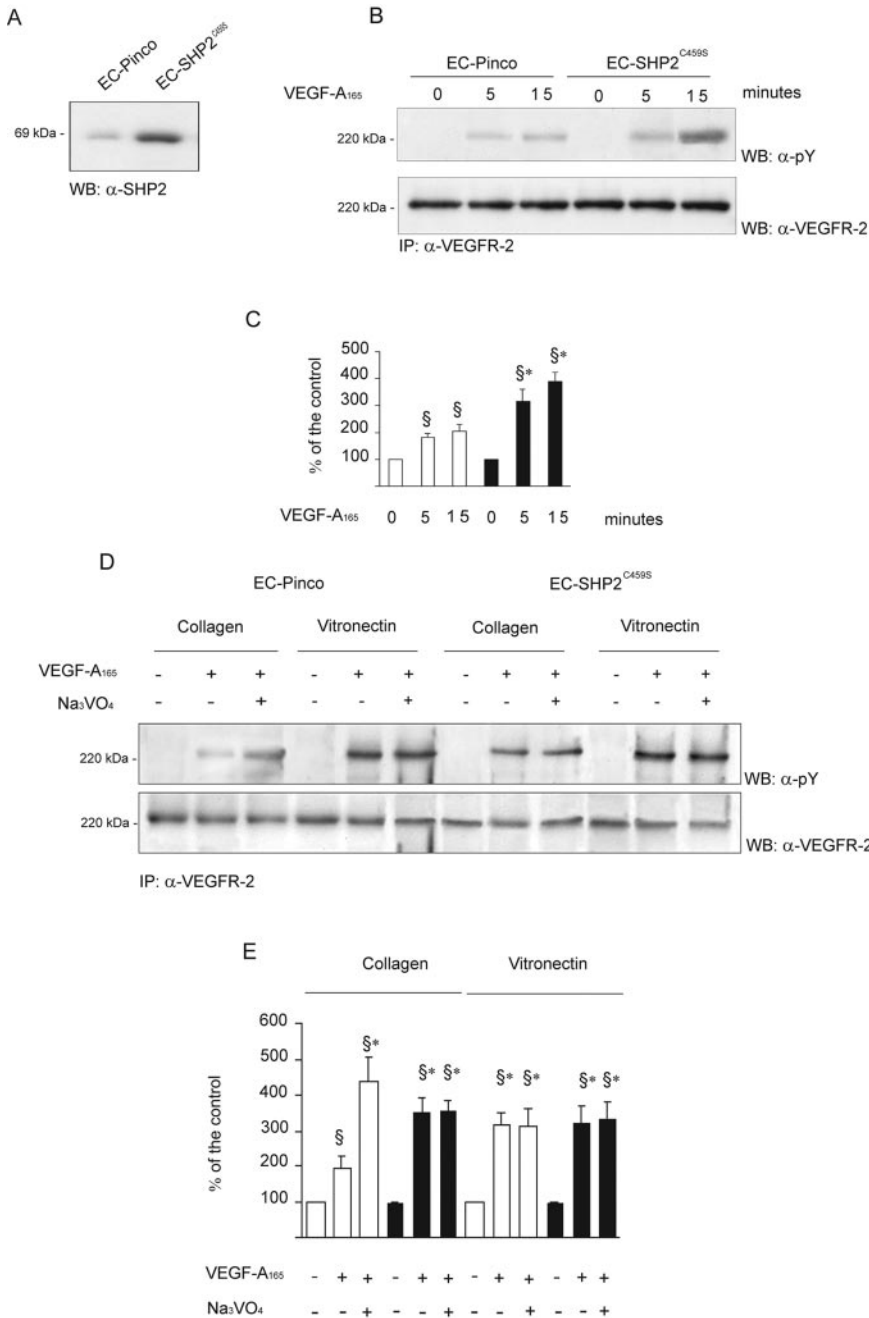 A
EC-Pinco EC-SHP2C459S
69 kDa -
WB: α-SHP2
B
EC-Pinco EC-SHP2C459S
VEGF-A165 0 5 15 0 5 15 minutes
220 kDa -
WB: α-pY
220 kDa -
WB: α-VEGFR-2
IP: α-VEGFR-2
C
% of the control
500
400
300
200
100
§ § §* §*
VEGF-A165 0 5 15 0 5 15 minutes
D
EC-Pinco EC-SHP2C459S
Collagen Vitronectin Collagen Vitronectin
VEGF-A165 - + + - + + - + + - + +
Na3VO4 - - + - - + - - + - - +
220 kDa -
WB: α-pY
220 kDa -
WB: α-VEGFR-2
IP: α-VEGFR-2
E
Collagen Vitronectin
% of the control
600
500
400
300
200
100
§ §* §* §* §* §* §* §*
VEGF-A165 - + + - + + - + + - + +
Na3VO4 - - + - - + - - + - - +